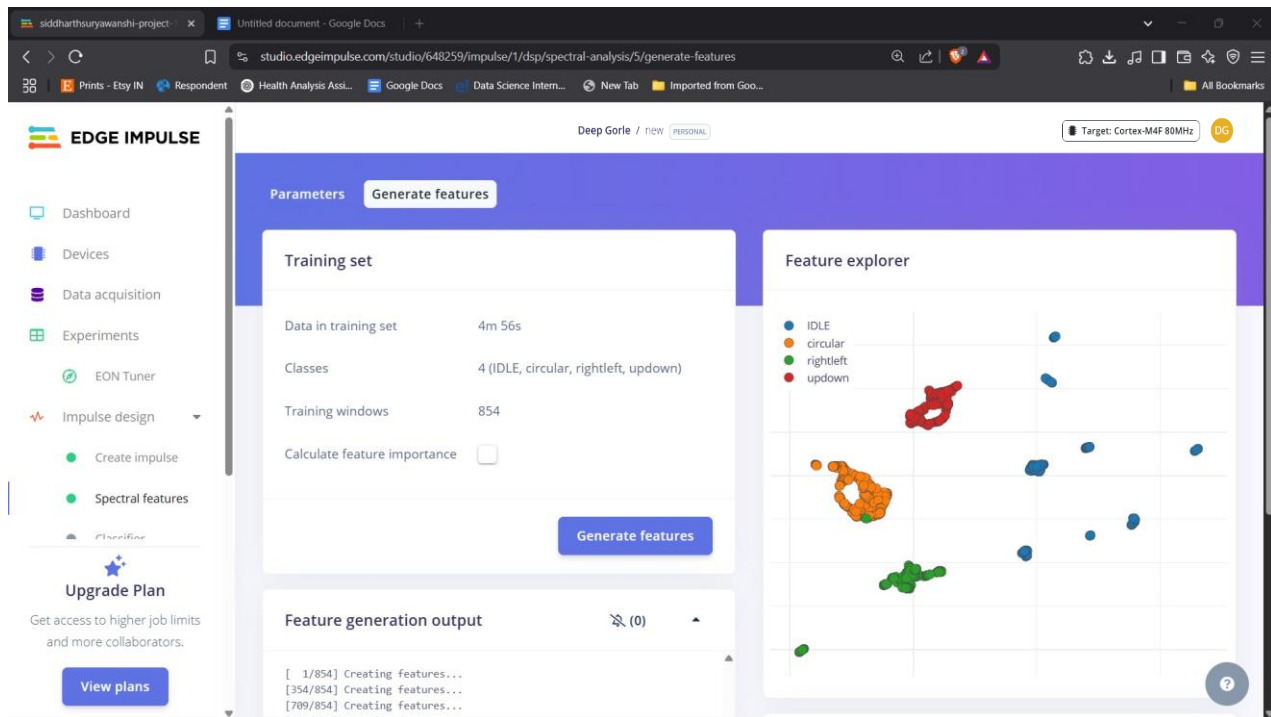 siddharthsuryawanshi-project-1
Untitled document - Google Docs
studio.edgeimpulse.com/studio/648259/impulse/1/dsp/spectral-analysis/5/generate-features
Prints - Etsy IN
Respondent
Health Analysis Assi...
Google Docs
Data Science Intern...
New Tab
Imported from Goo...
All Bookmarks
EDGE IMPULSE
Deep Gorle / new PERSONAL
Target: Cortex-M4F 80MHz
DG
Dashboard
Devices
Data acquisition
Experiments
EON Tuner
Impulse design
Create impulse
Spectral features
Classifier
Upgrade Plan
Get access to higher job limits
and more collaborators.
View plans
Parameters
Generate features
Training set
Data in training set 4m 56s
Classes 4 (IDLE, circular, rightleft, updown)
Training windows 854
Calculate feature importance
Generate features
Feature generation output (0)
[  1/854] Creating features...
[354/854] Creating features...
[709/854] Creating features...
Feature explorer
IDLE
circular
rightleft
updown
?